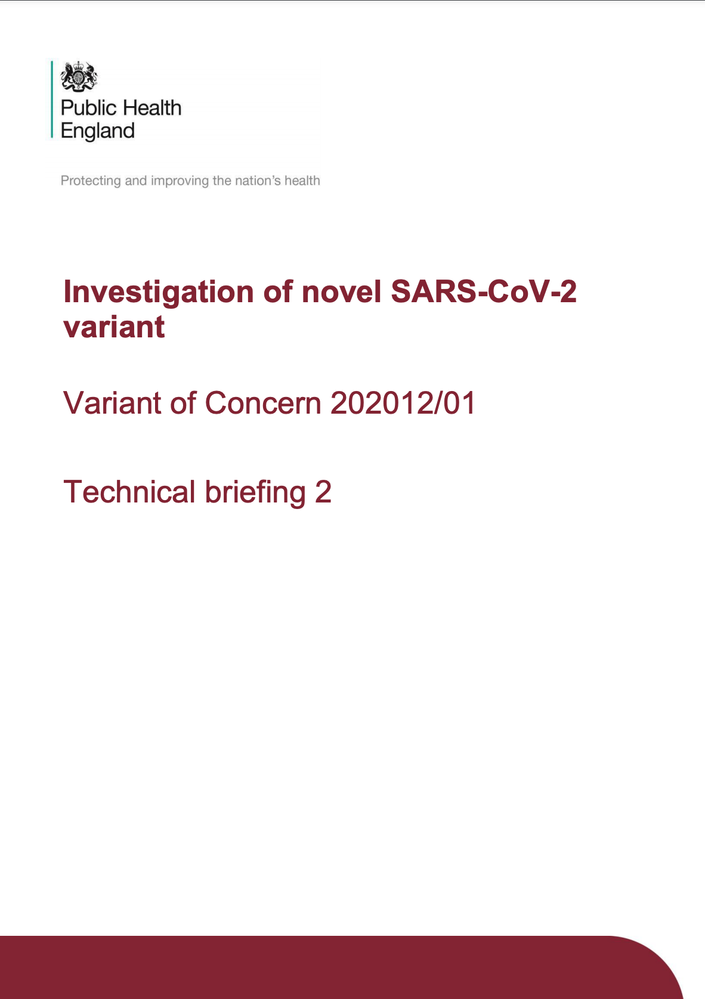 Public Health
England
Protecting and improving the nation's health
Investigation of novel SARS-CoV-2
variant
Variant of Concern 202012/01
Technical briefing 2